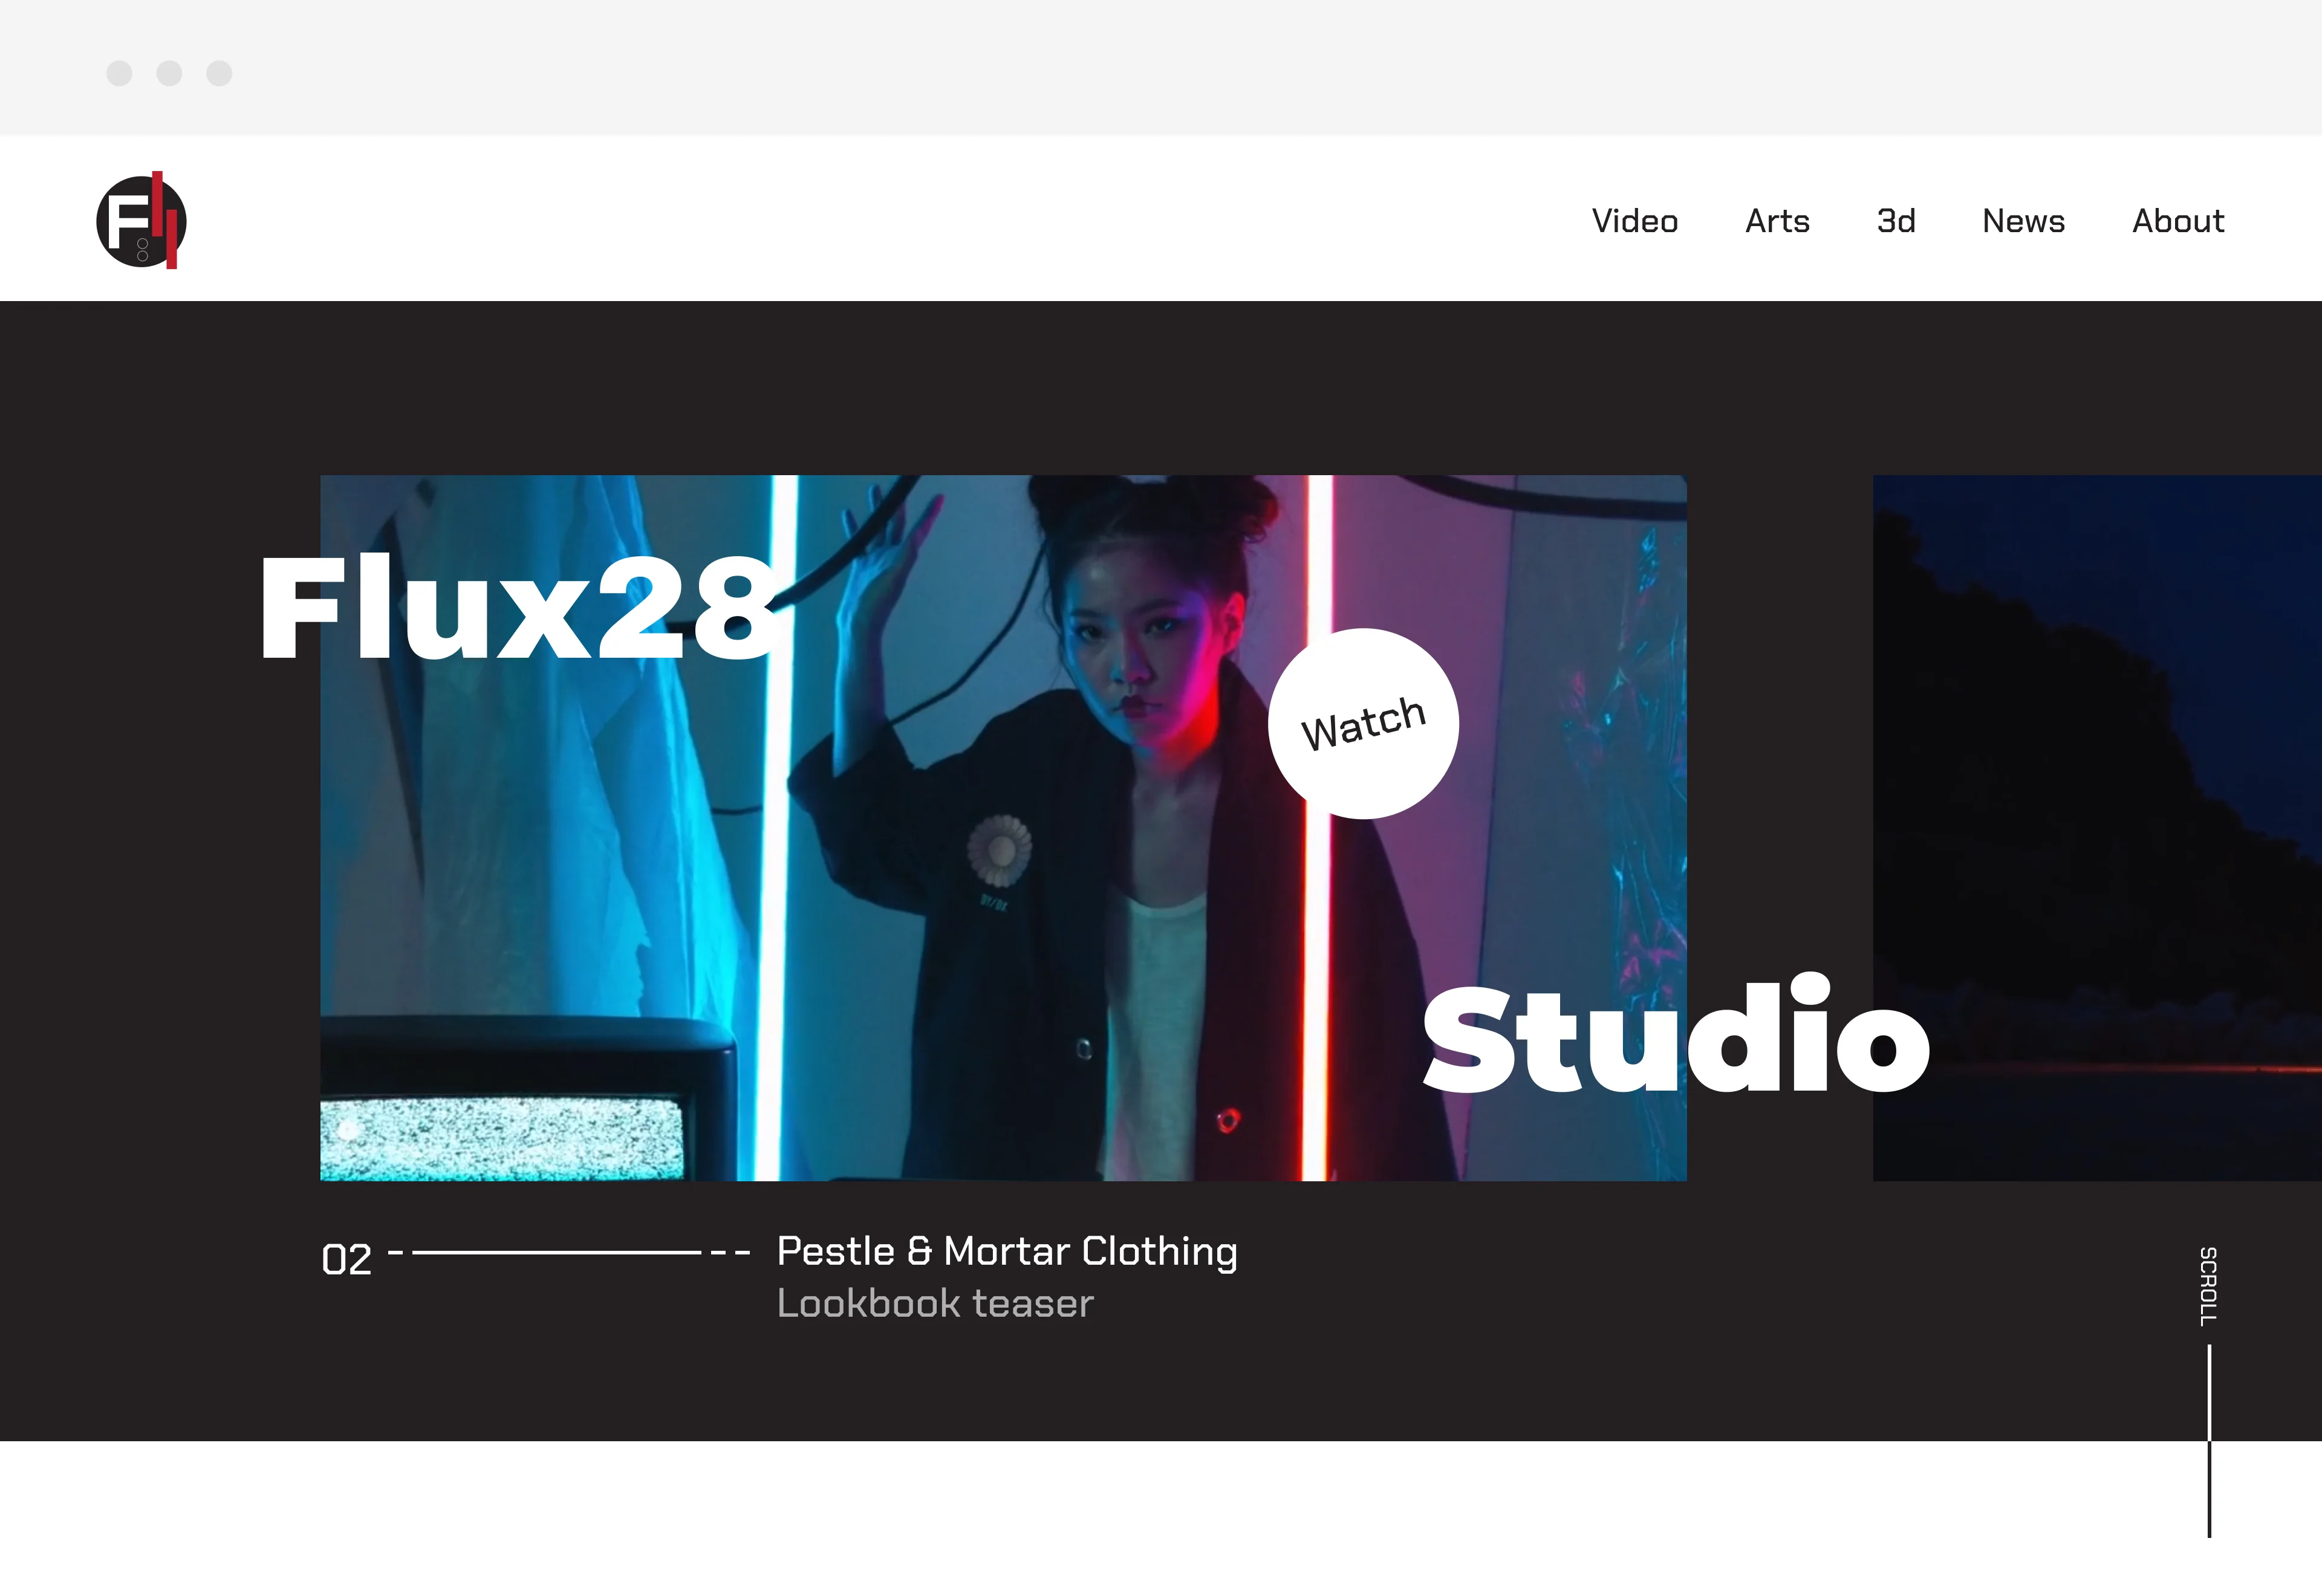 F
Video
Arts
3d
News
About
Flux28
Watch
Studio
02
Pestle & Mortar Clothing
Lookbook teaser
SCROLL